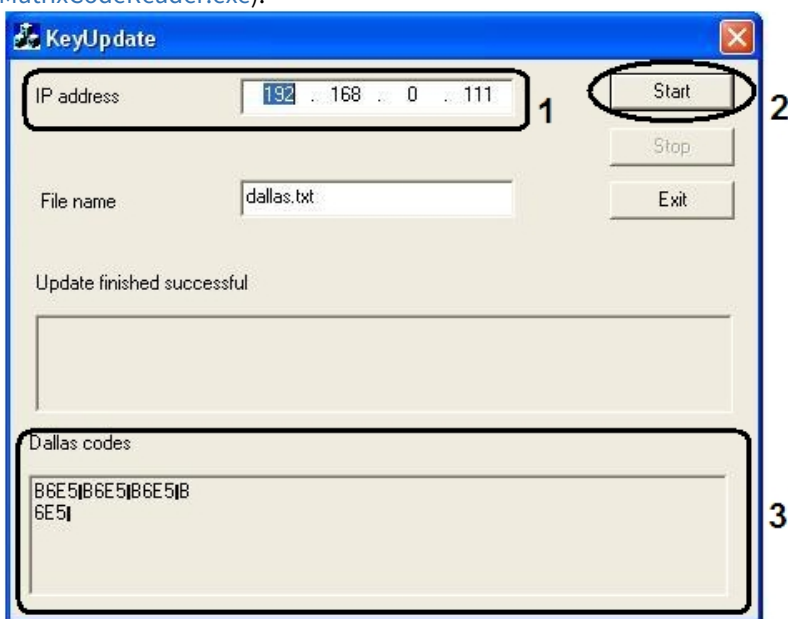 MatrixCodeReader.exe).
KeyUpdate
IP address 192 . 168 . 0 . 111
1
Start
2
Stop
File name dallas.txt
Exit
Update finished successful
Dallas codes
B6E5|B6E5|B6E5|B
6E5|
3